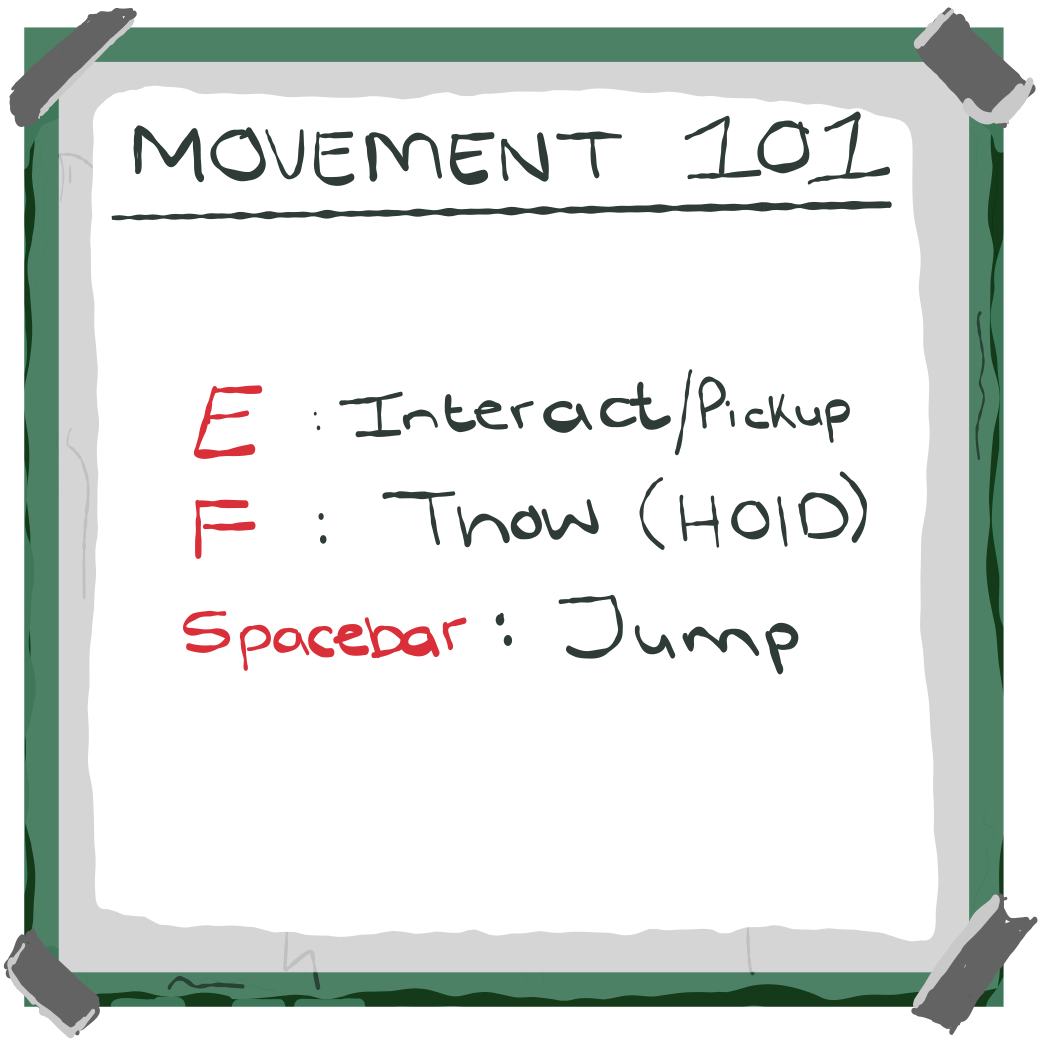 MOVEMENT 101
E : Interact/Pickup
F : Thow (HOlD)
Spacebar : Jump